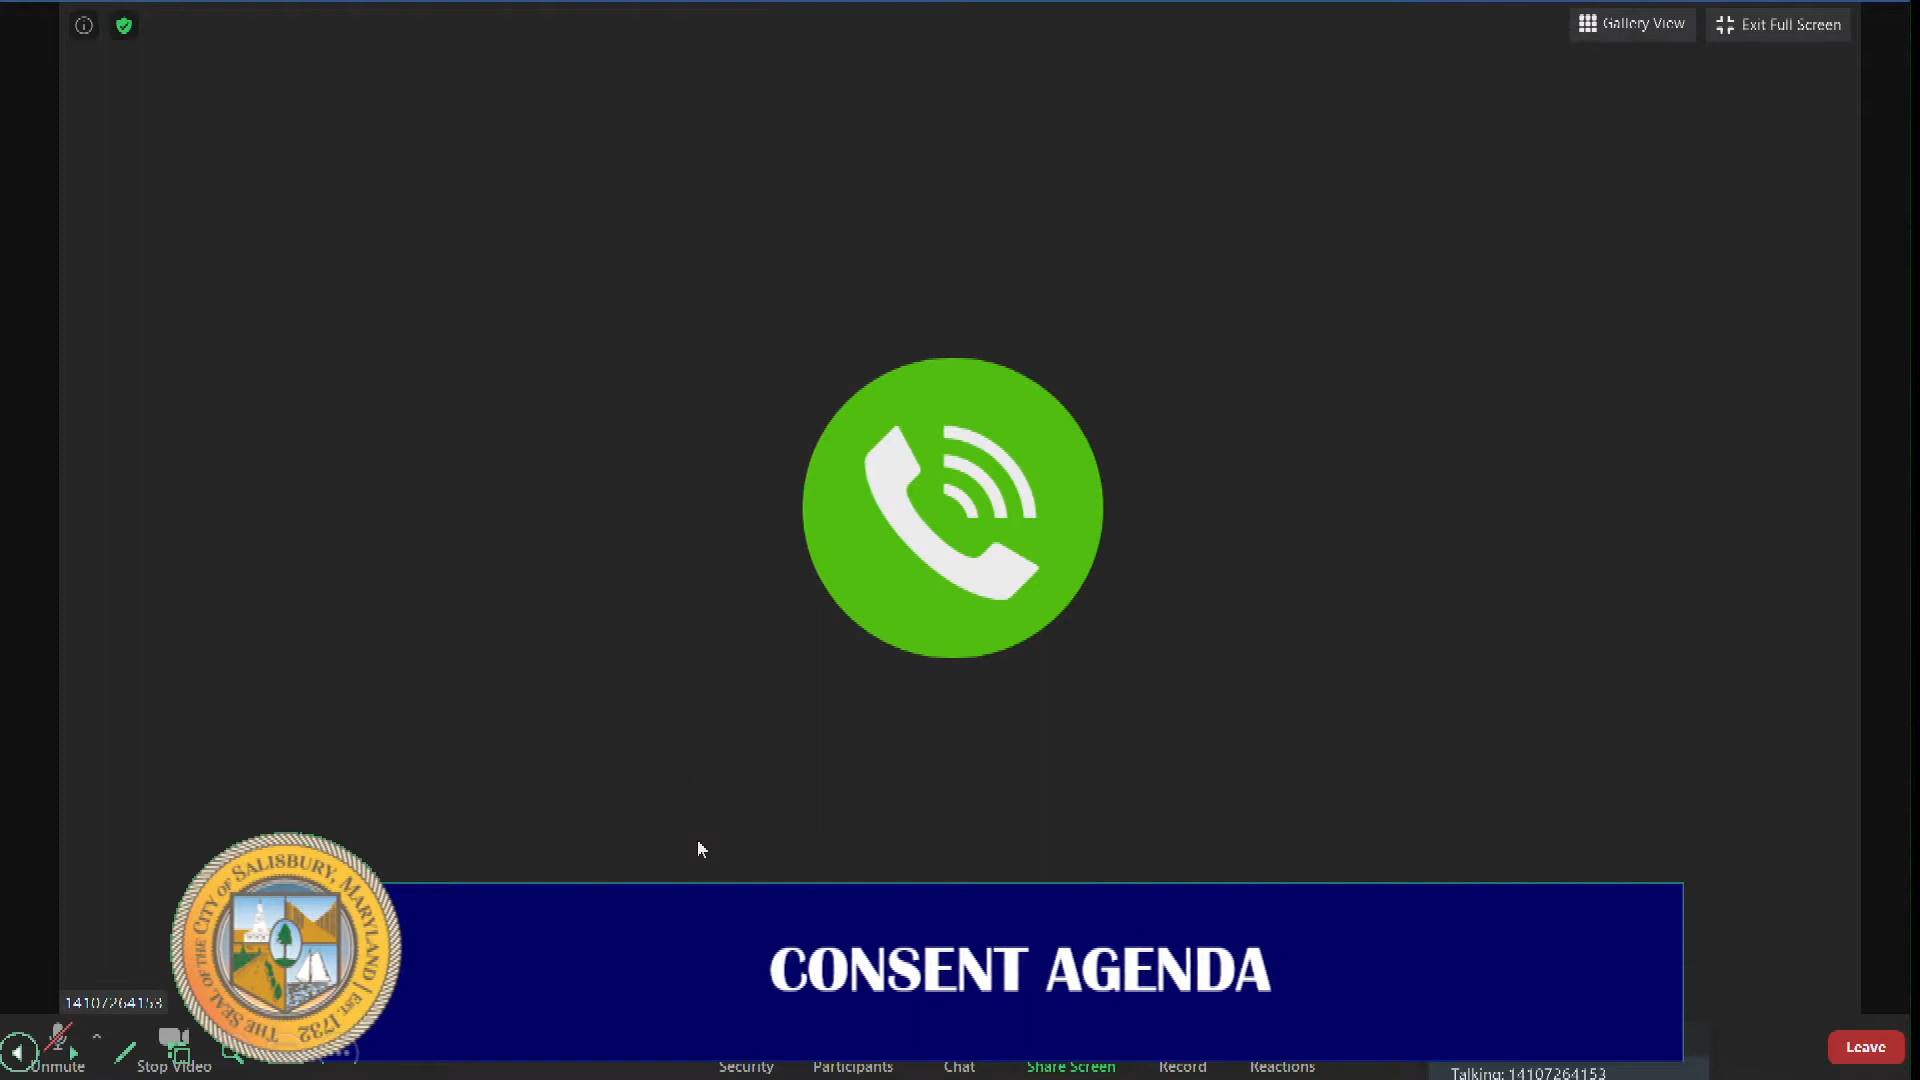 Gallery View
Exit Full Screen
THE SEAL OF THE CITY OF SALISBURY, MARYLAND | EST. 1732
CONSENT AGENDA
14107264153
Unmute
Stop Video
Security
Participants
Chat
Share Screen
Record
Reactions
Talking: 14107264153
Leave